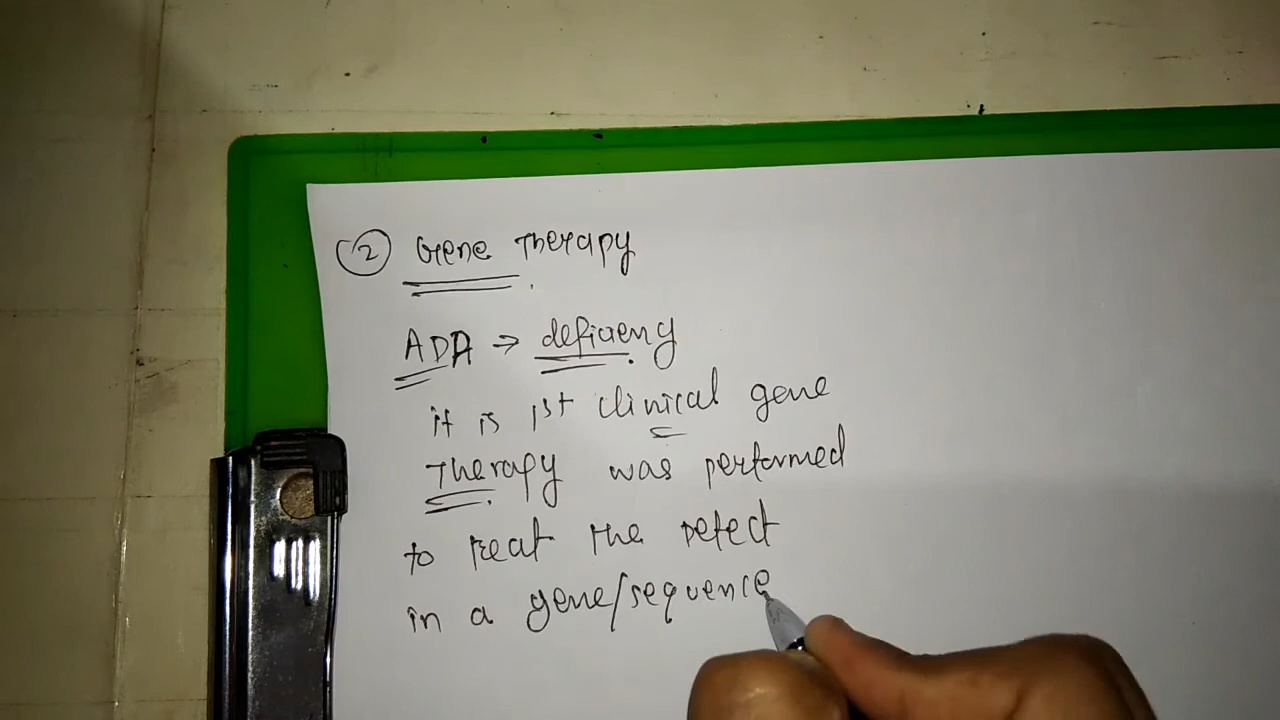 ② Gene Therapy
ADA → deficieny
it is 1st clinical gene
Therapy was performed
to treat the defect
in a gene/sequence